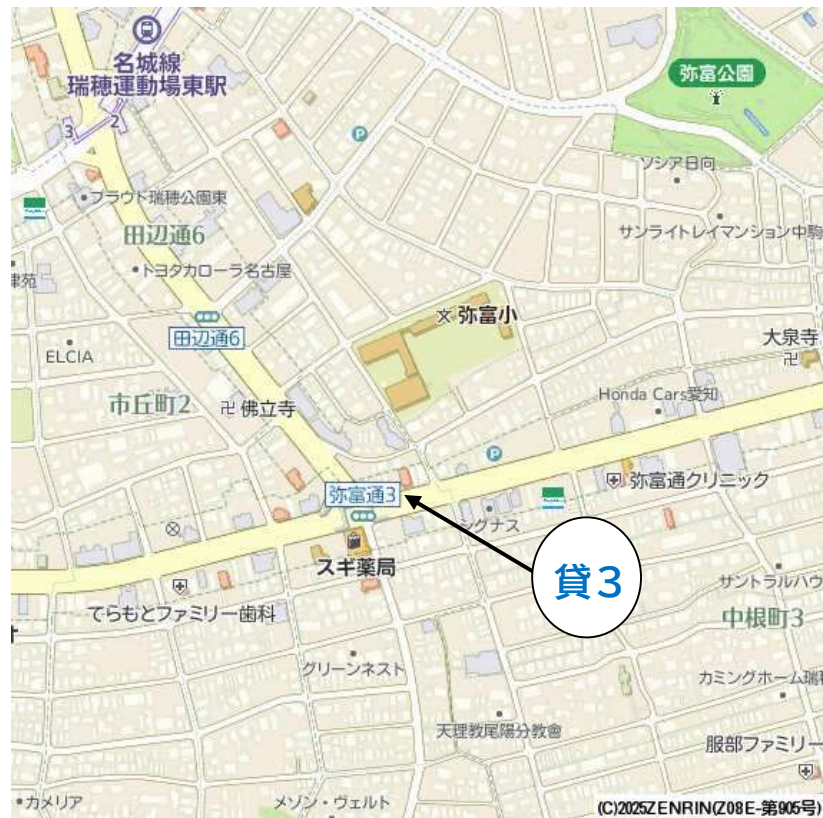 名城線
瑞穂運動場東駅
弥富公園
3
2
P
ソシア日向
プラウド瑞穂公園東
サンライトレイマンション中駒
田辺通6
トヨタカローラ名古屋
津苑
文 弥富小
田辺通6
大泉寺
ELCIA
Honda Cars愛知
市丘町2
卍 佛立寺
卍
P
弥富通クリニック
弥富通3
シグナス
スギ薬局
貸3
サントラルハウ
てらもとファミリー歯科
中根町3
グリーンネスト
カミングホーム瑞穂
天理教尾陽分教會
服部ファミリー
カメリア
メゾン・ヴェルト
(C)2025ZENRIN(Z08E-第905号)